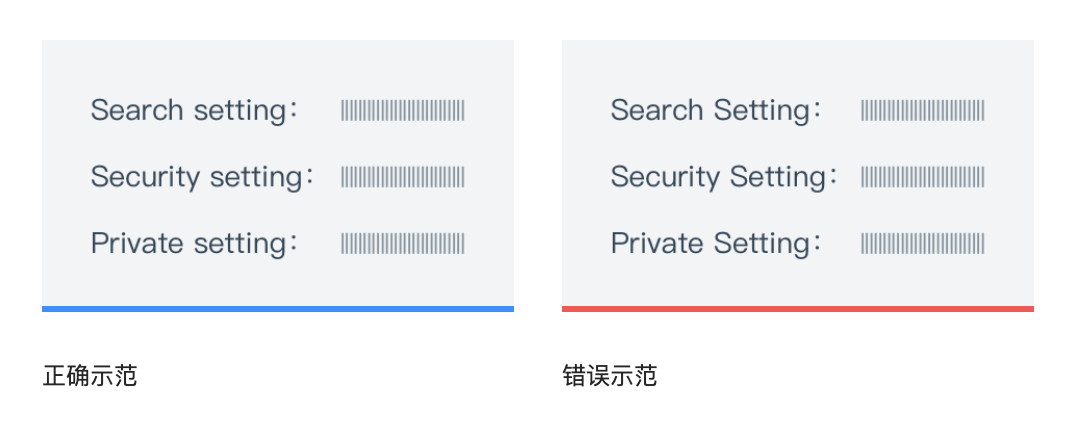 Search setting：
Security setting：
Private setting：
正确示范
Search Setting：
Security Setting：
Private Setting：
错误示范